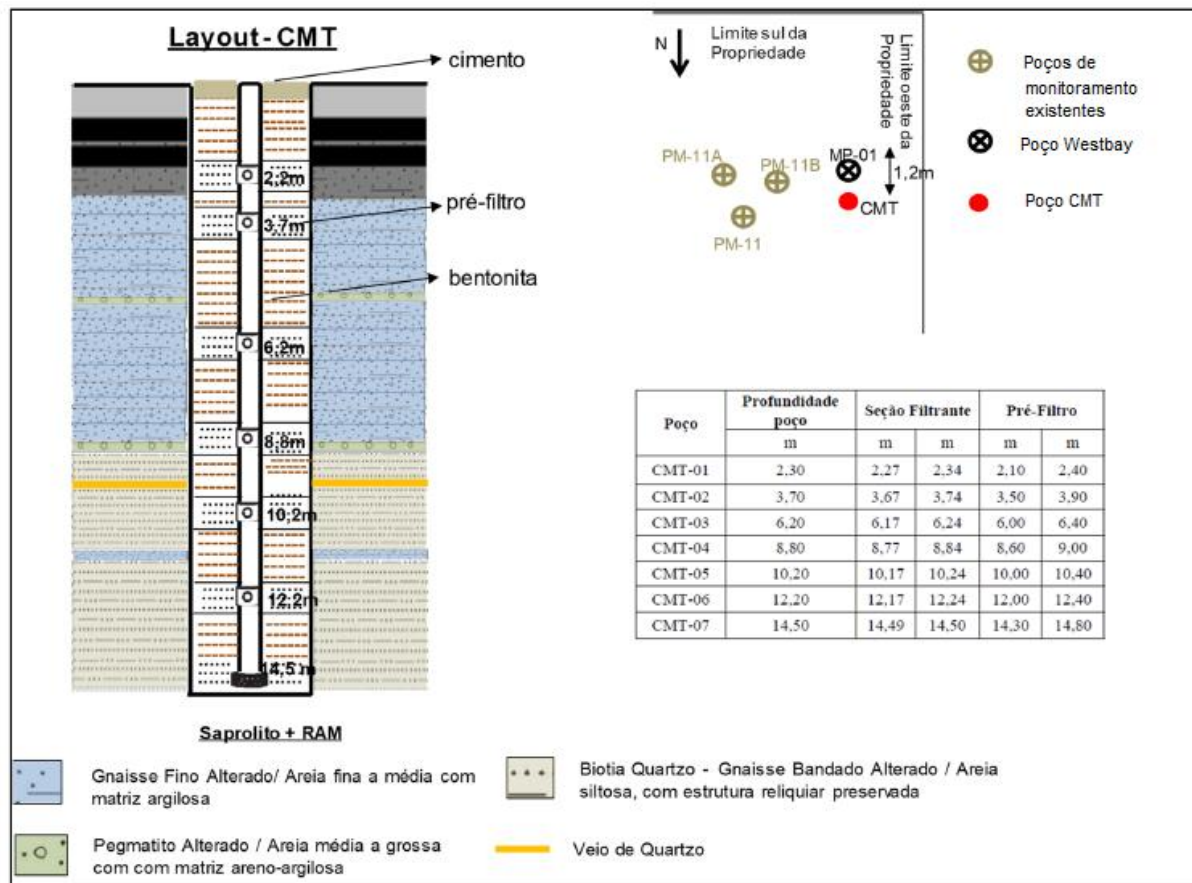 Layout - CMT
cimento
2,2m
3,7m
pré-filtro
bentonita
6,2m
8,8m
10,2m
12,2m
14,5 m
N
Limite sul da
Propriedade
Limite oeste da
Propriedade
PM-11A
PM-11B
MP-01
1,2m
CMT
PM-11
Poços de
monitoramento
existentes
Poço Westbay
Poço CMT
Poço Profundidade poço Seção Filtrante Pré-Filtro
m m m m m
CMT-01 2,30 2,27 2,34 2,10 2,40
CMT-02 3,70 3,67 3,74 3,50 3,90
CMT-03 6,20 6,17 6,24 6,00 6,40
CMT-04 8,80 8,77 8,84 8,60 9,00
CMT-05 10,20 10,17 10,24 10,00 10,40
CMT-06 12,20 12,17 12,24 12,00 12,40
CMT-07 14,50 14,49 14,50 14,30 14,80
Saprolito + RAM
Gnaisse Fino Alterado/ Areia fina a média com
matriz argilosa
Pegmatito Alterado / Areia média a grossa
com com matriz areno-argilosa
Biotia Quartzo - Gnaisse Bandado Alterado / Areia
siltosa, com estrutura reliquiar preservada
Veio de Quartzo